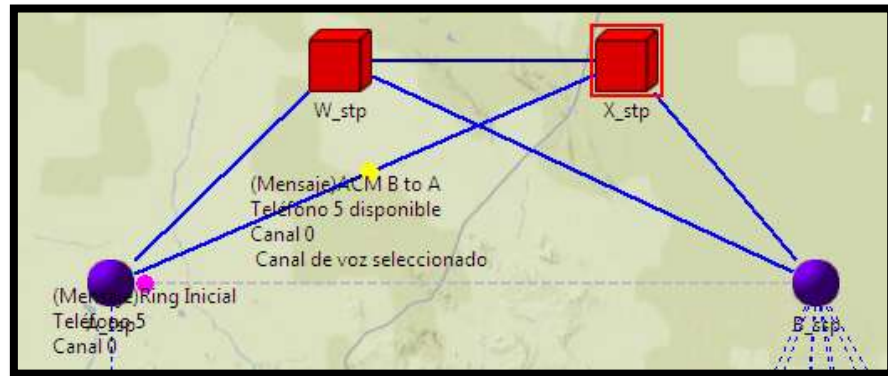 W_stp
X_stp
(Mensaje)ACM B to A
Teléfono 5 disponible
Canal 0
Canal de voz seleccionado
(Mensaje)Ring Inicial
Teléfono 5
Canal 0